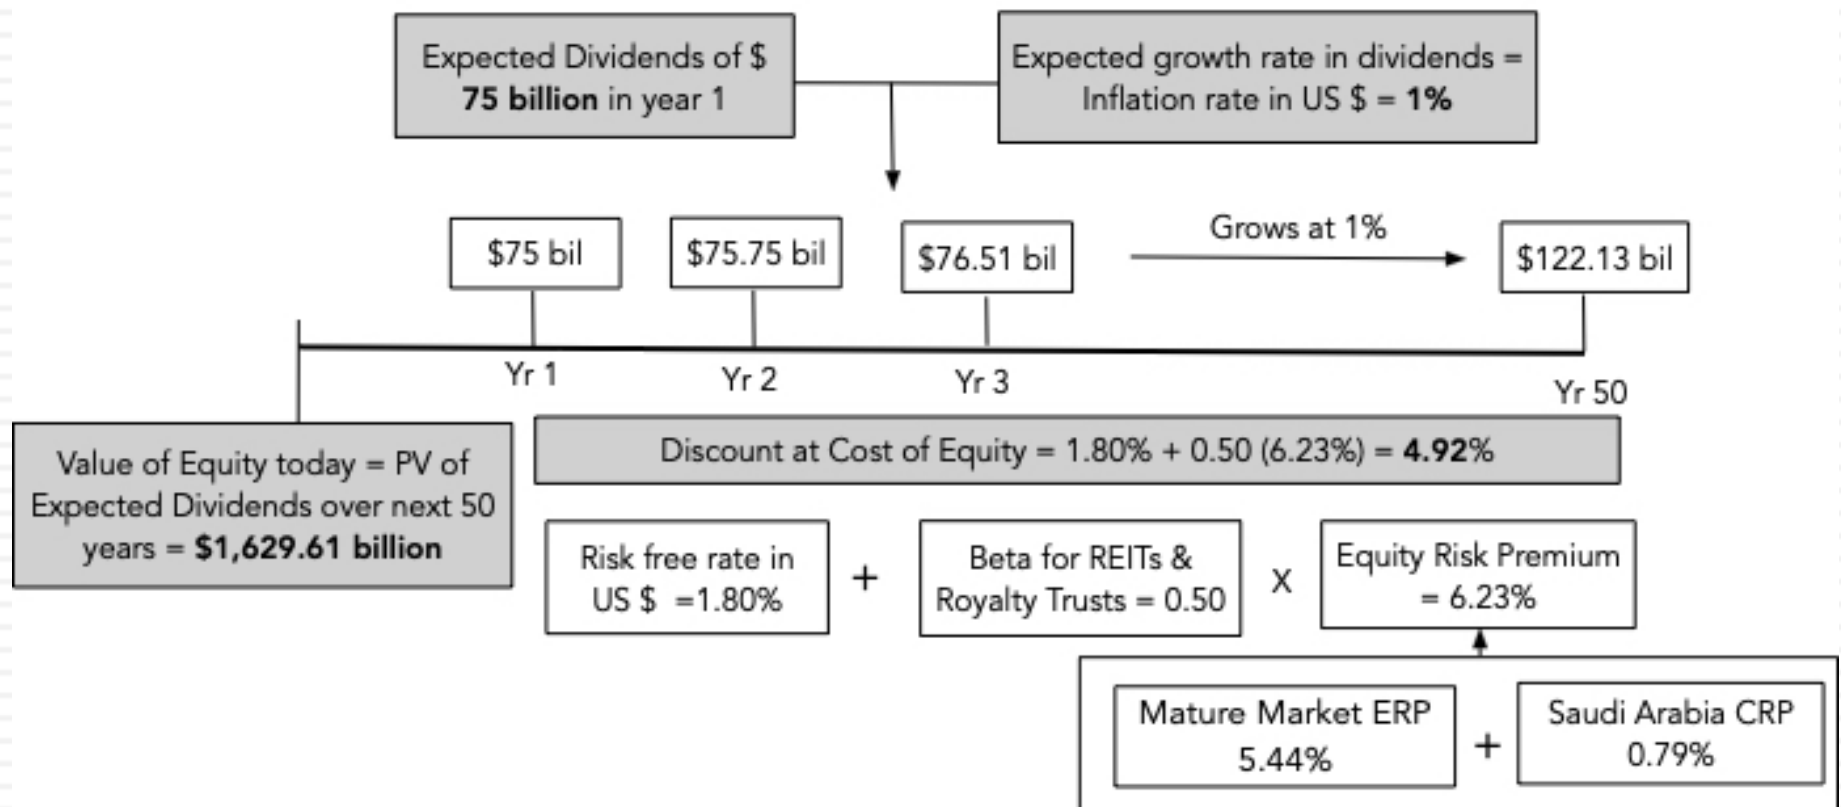 Expected Dividends of $
75 billion in year 1
Expected growth rate in dividends =
Inflation rate in US $ = 1%
$75 bil
$75.75 bil
$76.51 bil
Grows at 1%
$122.13 bil
Yr 1
Yr 2
Yr 3
Yr 50
Value of Equity today = PV of
Expected Dividends over next 50
years = $1,629.61 billion
Discount at Cost of Equity = 1.80% + 0.50 (6.23%) = 4.92%
Risk free rate in
US $ =1.80%
+
Beta for REITs &
Royalty Trusts = 0.50
X
Equity Risk Premium
= 6.23%
Mature Market ERP
5.44%
+
Saudi Arabia CRP
0.79%